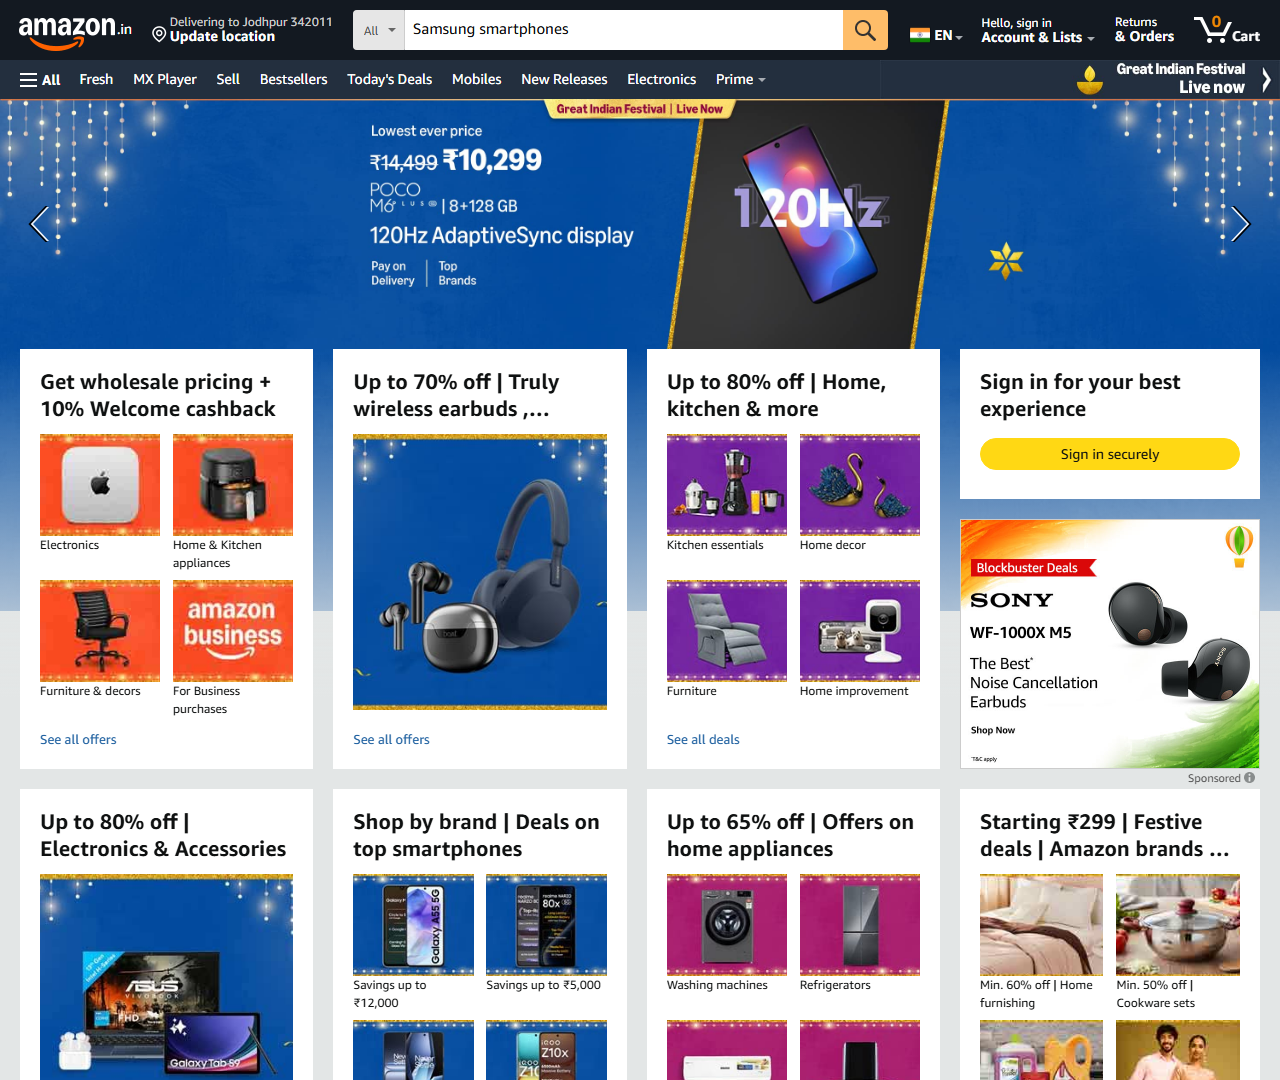 amazon.in
Delivering to Jodhpur 342011
Update location
All
Samsung smartphones
EN
Hello, sign in
Account & Lists
Returns
& Orders
0
Cart
All
Fresh
MX Player
Sell
Bestsellers
Today's Deals
Mobiles
New Releases
Electronics
Prime
Great Indian Festival
Live now
Great Indian Festival | Live Now
Lowest ever price
₹14,499 ₹10,299
POCO
M6 PLUS 5G | 8+128 GB
120Hz AdaptiveSync display
Pay on
Delivery
Top
Brands
120Hz
Get wholesale pricing +
10% Welcome cashback
Electronics
Home & Kitchen
appliances
amazon
business
Furniture & decors
For Business
purchases
See all offers
Up to 70% off | Truly
wireless earbuds ,...
boat
See all offers
Up to 80% off | Home,
kitchen & more
Kitchen essentials
Home decor
Furniture
Home improvement
See all deals
Sign in for your best
experience
Sign in securely
Blockbuster Deals
SONY
WF-1000X M5
The Best*
Noise Cancellation
Earbuds
Shop Now
*T&C apply
SONY
Sponsored
Up to 80% off |
Electronics & Accessories
13th Gen
Intel H-Series
ASUS
VIVOBOOK
FHD
Galaxy Tab S9
Shop by brand | Deals on
top smartphones
Galaxy A55 5G
realme
NARZO
80x
Savings up to
₹12,000
Savings up to ₹5,000
iQOO
Z10x
Up to 65% off | Offers on
home appliances
Washing machines
Refrigerators
Starting ₹299 | Festive
deals | Amazon brands ...
Min. 60% off | Home
furnishing
Min. 50% off |
Cookware sets